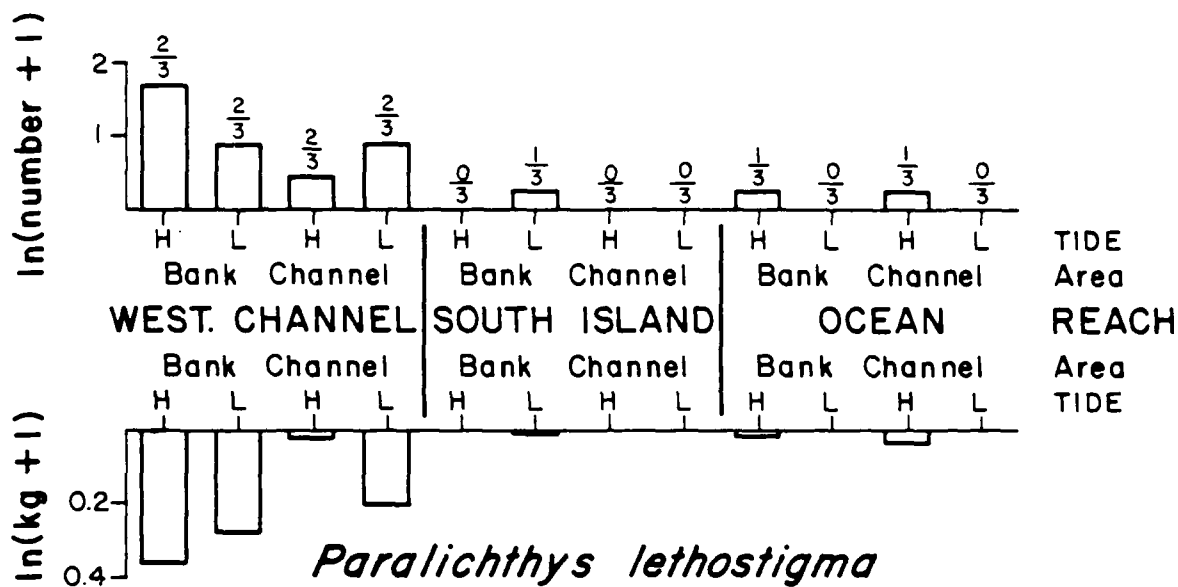 ln(number + 1)
2
1
2/3 2/3 2/3 2/3 0/3 1/3 0/3 0/3 1/3 0/3 1/3 0/3
H L H L H L H L H L H L TIDE
Bank Channel Bank Channel Bank Channel Area
WEST. CHANNEL SOUTH ISLAND OCEAN REACH
Bank Channel Bank Channel Bank Channel Area
H L H L H L H L H L H L TIDE
ln(kg +1)
0.2
0.4
Paralichthys lethostigma